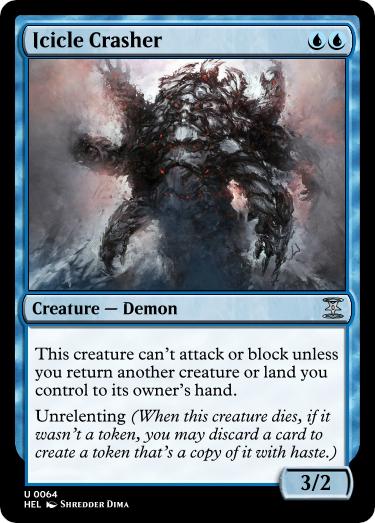 Icicle Crasher
Creature — Demon
This creature can't attack or block unless
you return another creature or land you
control to its owner's hand.
Unrelenting (When this creature dies, if it
wasn't a token, you may discard a card to
create a token that's a copy of it with haste.)
3/2
U 0064
HEL Shredder Dima